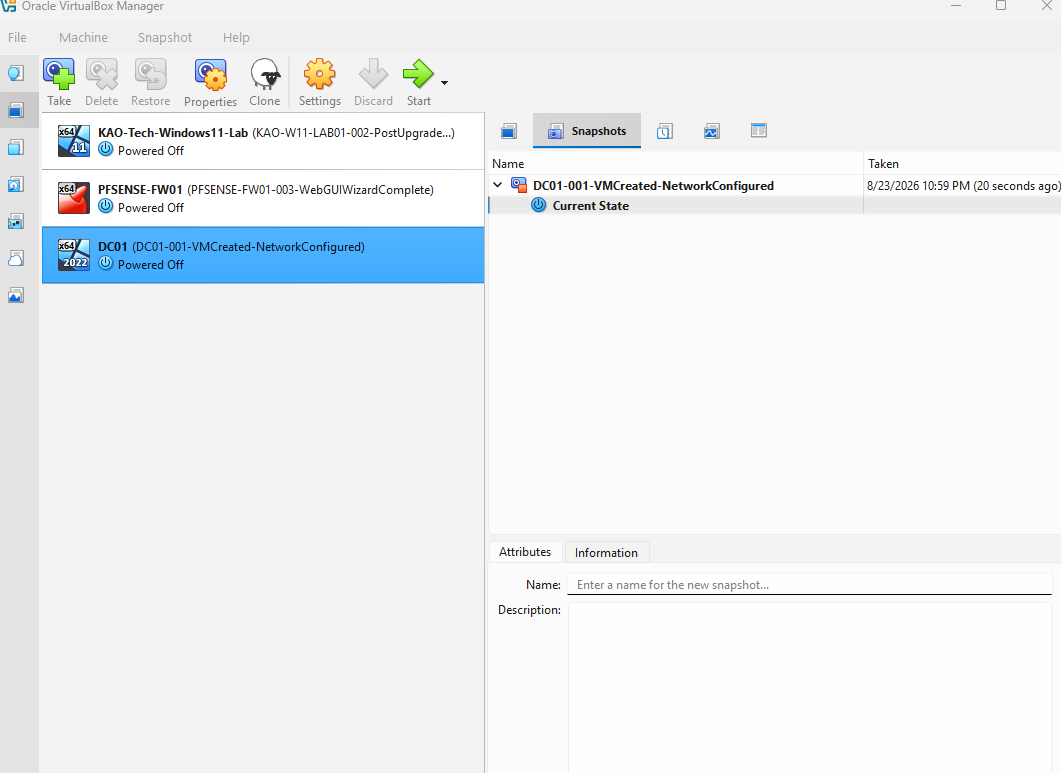 Oracle VirtualBox Manager
File Machine Snapshot Help
Take Delete Restore Properties Clone Settings Discard Start
x64 11 KAO-Tech-Windows11-Lab (KAO-W11-LAB01-002-PostUpgrade...)
Powered Off
x64 PFSENSE-FW01 (PFSENSE-FW01-003-WebGUIWizardComplete)
Powered Off
x64 2022 DC01 (DC01-001-VMCreated-NetworkConfigured)
Powered Off
Snapshots
Name Taken
DC01-001-VMCreated-NetworkConfigured 8/23/2026 10:59 PM (20 seconds ago)
Current State
Attributes Information
Name: Enter a name for the new snapshot...
Description: